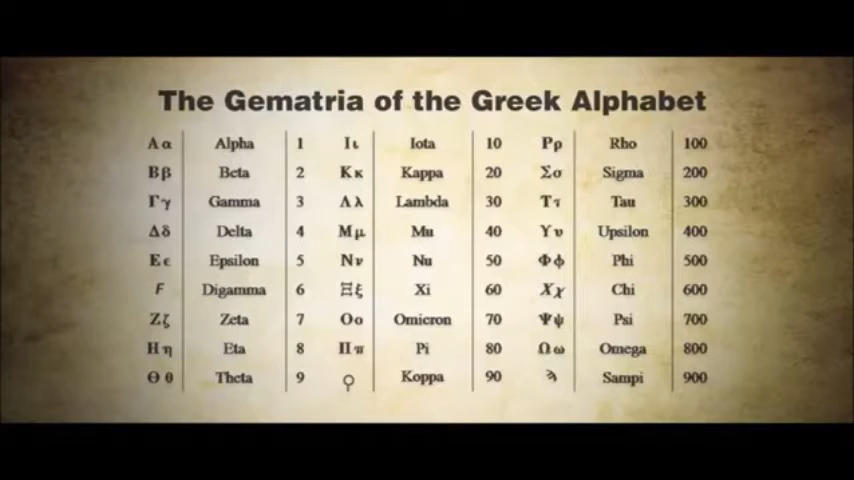 The Gematria of the Greek Alphabet
Α α Alpha 1 Ι ι Iota 10 Ρ ρ Rho 100
Β β Beta 2 Κ κ Kappa 20 Σ σ Sigma 200
Γ γ Gamma 3 Λ λ Lambda 30 Τ τ Tau 300
Δ δ Delta 4 Μ μ Mu 40 Υ υ Upsilon 400
Ε ϵ Epsilon 5 Ν ν Nu 50 Φ ϕ Phi 500
F Digamma 6 Ξ ξ Xi 60 Χ χ Chi 600
Ζ ζ Zeta 7 Ο ο Omicron 70 Ψ ψ Psi 700
Η η Eta 8 Π π Pi 80 Ω ω Omega 800
Θ θ Theta 9 ϙ Koppa 90 ϡ Sampi 900